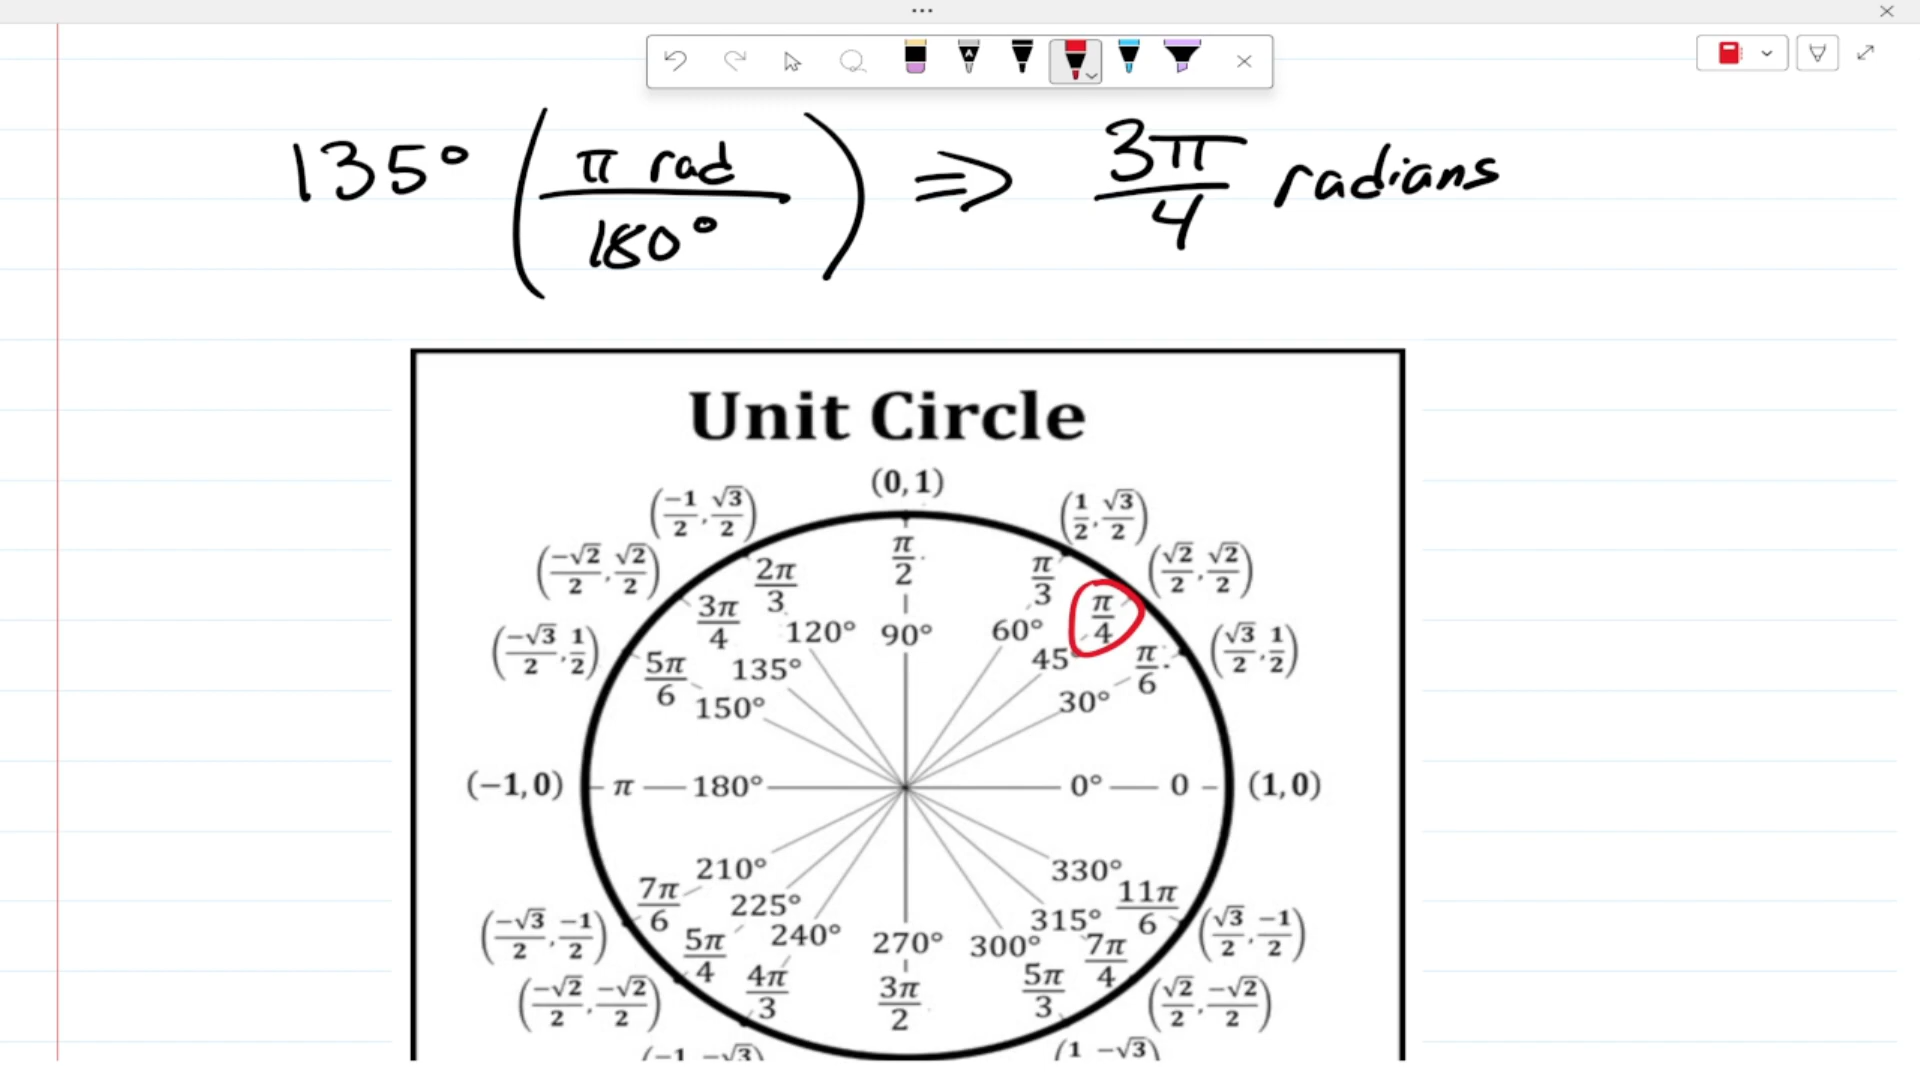 135° (π rad / 180°) ⇒ 3π/4 radians
Unit Circle
(0, 1)
(-1/2, √3/2) (1/2, √3/2)
(-√2/2, √2/2) (√2/2, √2/2)
(-√3/2, 1/2) (√3/2, 1/2)
2π/3 π/2 π/3
3π/4 π/4
120° 90° 60°
5π/6 135° 45° π/6
150° 30°
(-1, 0) π 180° 0° 0 (1, 0)
210° 330°
7π/6 225° 315° 11π/6
(-√3/2, -1/2) (√3/2, -1/2)
5π/4 240° 270° 300° 7π/4
4π/3 3π/2 5π/3
(-√2/2, -√2/2) (√2/2, -√2/2)
(-1 -√3) (1 -√3)